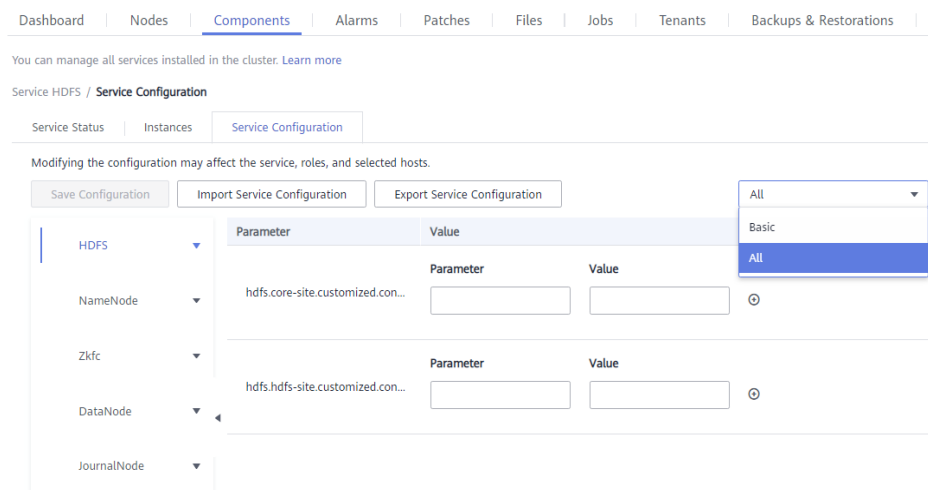 Dashboard Nodes Components Alarms Patches Files Jobs Tenants Backups & Restorations
You can manage all services installed in the cluster. Learn more
Service HDFS / Service Configuration
Service Status Instances Service Configuration
Modifying the configuration may affect the service, roles, and selected hosts.
Save Configuration Import Service Configuration Export Service Configuration All
Basic
All
Parameter Value
HDFS
NameNode
Zkfc
DataNode
JournalNode
Parameter Value
hdfs.core-site.customized.con...
Parameter Value
hdfs.hdfs-site.customized.con...